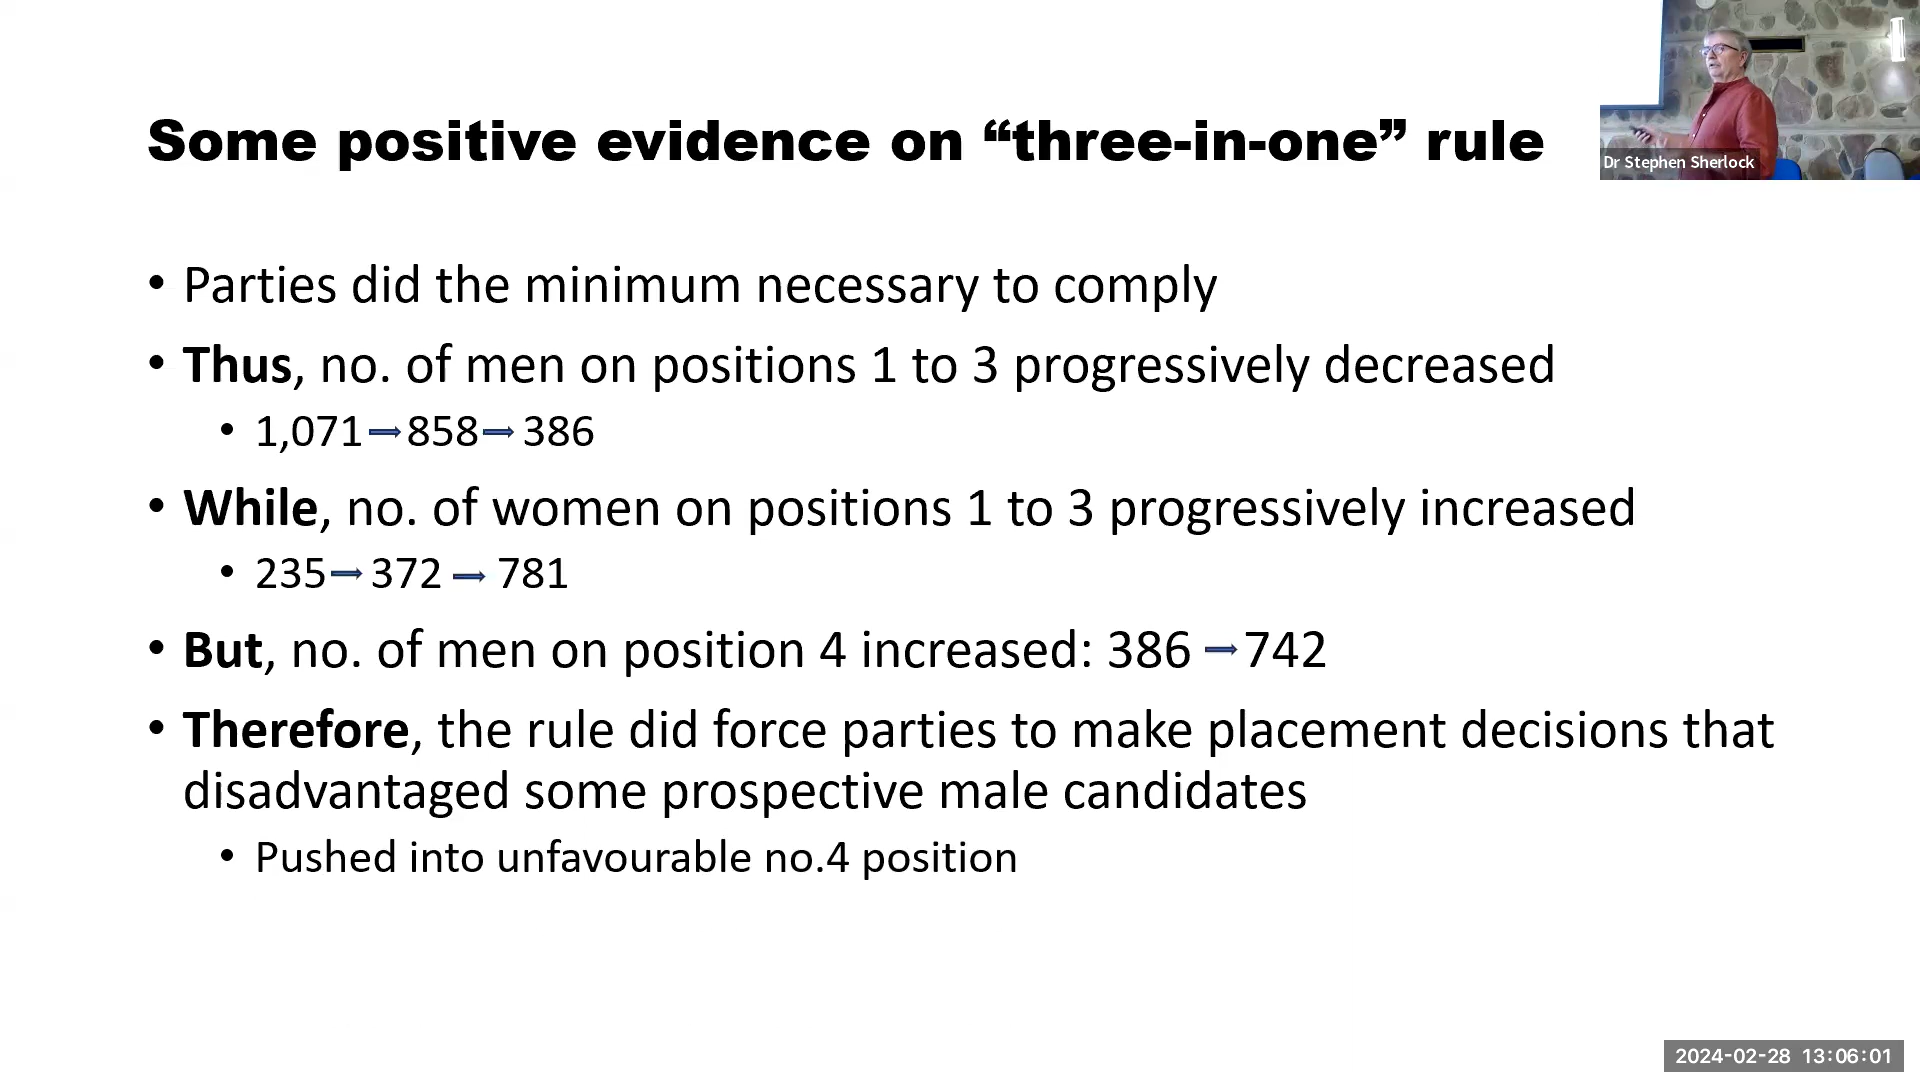 Some positive evidence on “three-in-one” rule
Dr Stephen Sherlock
• Parties did the minimum necessary to comply
• Thus, no. of men on positions 1 to 3 progressively decreased
• 1,071→858→386
• While, no. of women on positions 1 to 3 progressively increased
• 235→372→781
• But, no. of men on position 4 increased: 386→742
• Therefore, the rule did force parties to make placement decisions that
disadvantaged some prospective male candidates
• Pushed into unfavourable no.4 position
2024-02-28 13:06:01